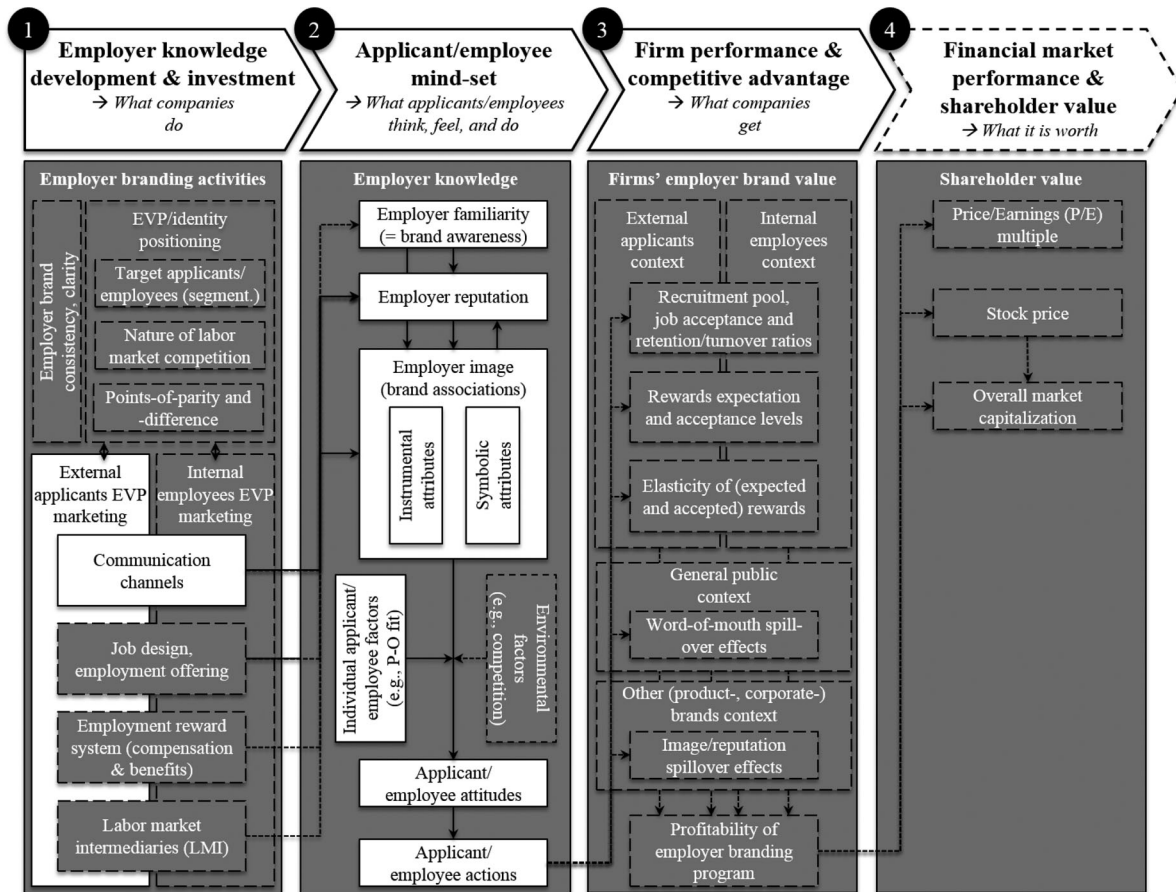 1
Employer knowledge
development & investment
→ What companies
do
2
Applicant/employee
mind-set
→ What applicants/employees
think, feel, and do
3
Firm performance &
competitive advantage
→ What companies
get
4
Financial market
performance &
shareholder value
→ What it is worth
Employer branding activities
Employer brand
consistency, clarity
EVP/identity
positioning
Target applicants/
employees (segment.)
Nature of labor
market competition
Points-of-parity and
-difference
External
applicants EVP
marketing
Internal
employees EVP
marketing
Communication
channels
Job design,
employment offering
Employment reward
system (compensation
& benefits)
Labor market
intermediaries (LMI)
Employer knowledge
Employer familiarity
(= brand awareness)
Employer reputation
Employer image
(brand associations)
Instrumental
attributes
Symbolic
attributes
Individual applicant/
employee factors
(e.g., P-O fit)
Environmental
factors
(e.g., competition)
Applicant/
employee attitudes
Applicant/
employee actions
Firms' employer brand value
External
applicants
context
Internal
employees
context
Recruitment pool,
job acceptance and
retention/turnover ratios
Rewards expectation
and acceptance levels
Elasticity of (expected
and accepted) rewards
General public
context
Word-of-mouth spill-
over effects
Other (product-, corporate-)
brands context
Image/reputation
spillover effects
Profitability of
employer branding
program
Shareholder value
Price/Earnings (P/E)
multiple
Stock price
Overall market
capitalization